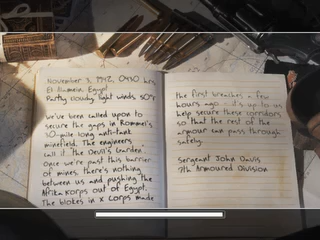 November 3, 1942, 0430 hrs
El Alamein, Egypt
Partly cloudy, light winds, 50°F
We've been called upon to
secure the gaps in Rommel's
10-mile long anti-tank
minefield. The engineers
call it "the Devil's Garden."
Once we're past this barrier
of mines, there's nothing
between us and pushing the
Afrika Korps out of Egypt.
The blokes in X Corps made
the first breaches a few
hours ago - it's up to us
help secure these corridors
so that the rest of the
armour can pass through
safely.
Sergeant John Davis
7th Armoured Division